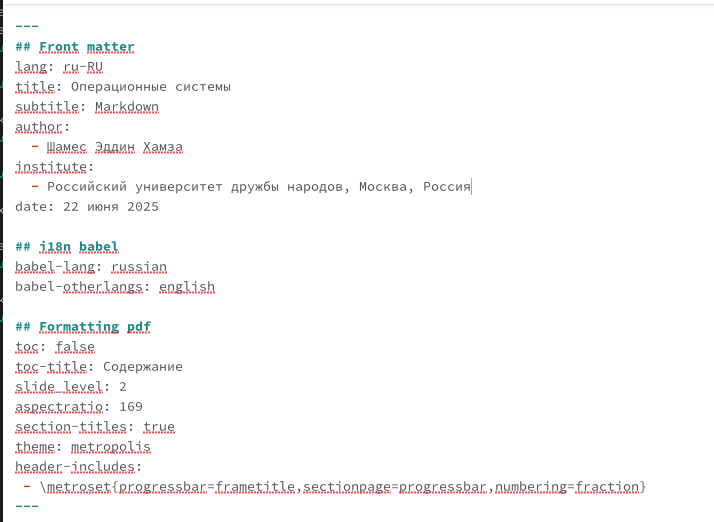 ---
## Front matter
lang: ru-RU
title: Операционные системы
subtitle: Markdown
author:
  - Шамес Эддин Хамза
institute:
  - Российский университет дружбы народов, Москва, Россия
date: 22 июня 2025

## i18n babel
babel-lang: russian
babel-otherlangs: english

## Formatting pdf
toc: false
toc-title: Содержание
slide_level: 2
aspectratio: 169
section-titles: true
theme: metropolis
header-includes:
 - \metroset{progressbar=frametitle,sectionpage=progressbar,numbering=fraction}
---